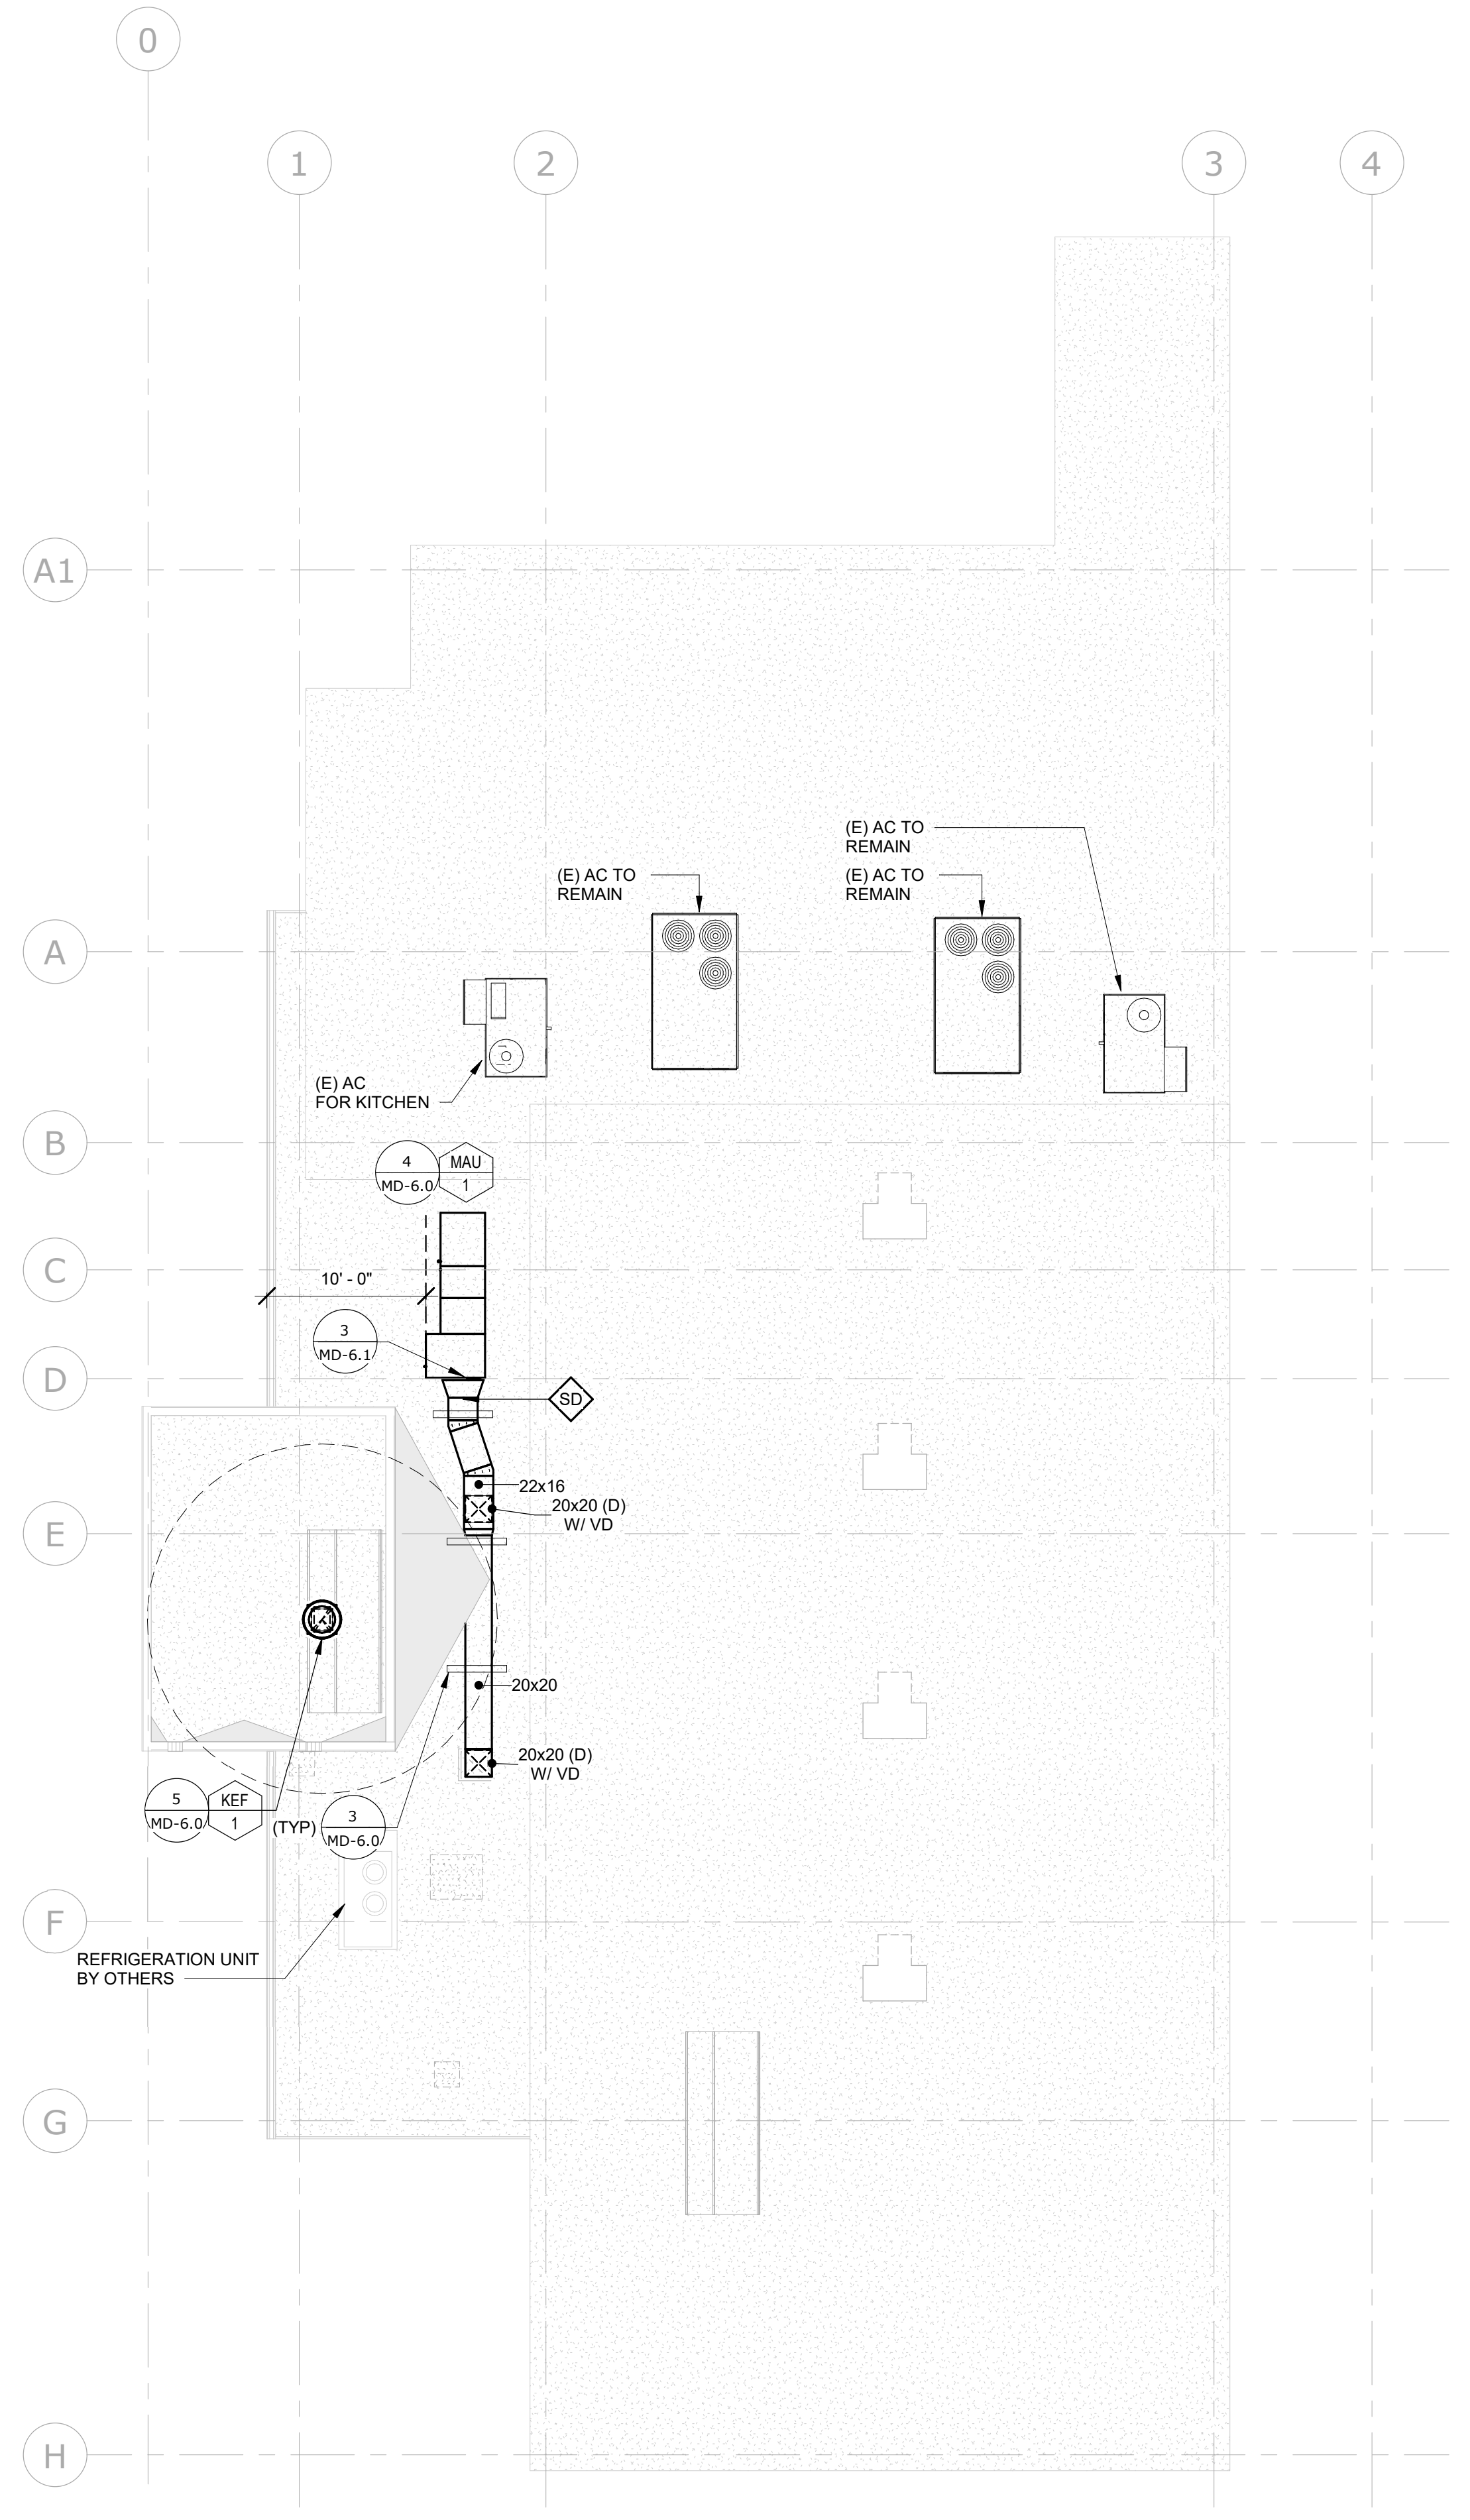 0
1
2
3
4
A1
(E) AC TO
REMAIN
(E) AC TO
REMAIN
(E) AC TO
REMAIN
A
(E) AC
FOR KITCHEN
B
4
MD-6.0
MAU
1
C
10' - 0"
3
MD-6.1
D
SD
22x16
20x20 (D)
W/ VD
E
20x20
20x20 (D)
W/ VD
5
MD-6.0
KEF
1
(TYP)
3
MD-6.0
F
REFRIGERATION UNIT
BY OTHERS
G
H